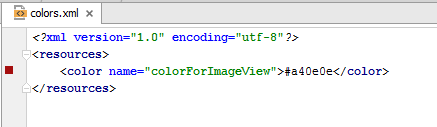 colors.xml
<?xml version="1.0" encoding="utf-8"?>
<resources>
<color name="colorForImageView">#a40e0e</color>
</resources>